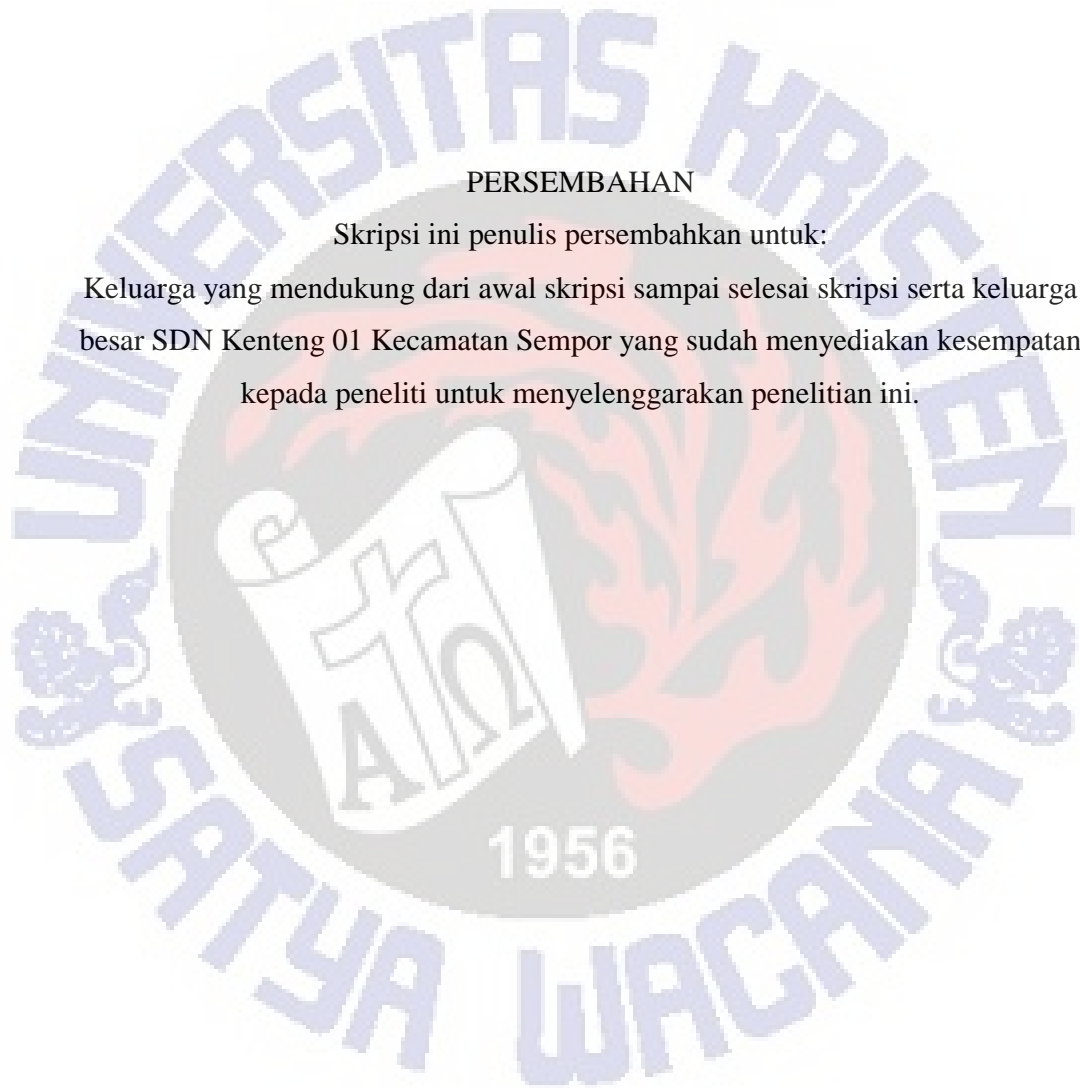 UNIVERSITAS KRISTEN
PERSEMBAHAN
Skripsi ini penulis persembahkan untuk:
Keluarga yang mendukung dari awal skripsi sampai selesai skripsi serta keluarga
besar SDN Kenteng 01 Kecamatan Sempor yang sudah menyediakan kesempatan
kepada peneliti untuk menyelenggarakan penelitian ini.
Α Ω
1956
SATYA WACANA